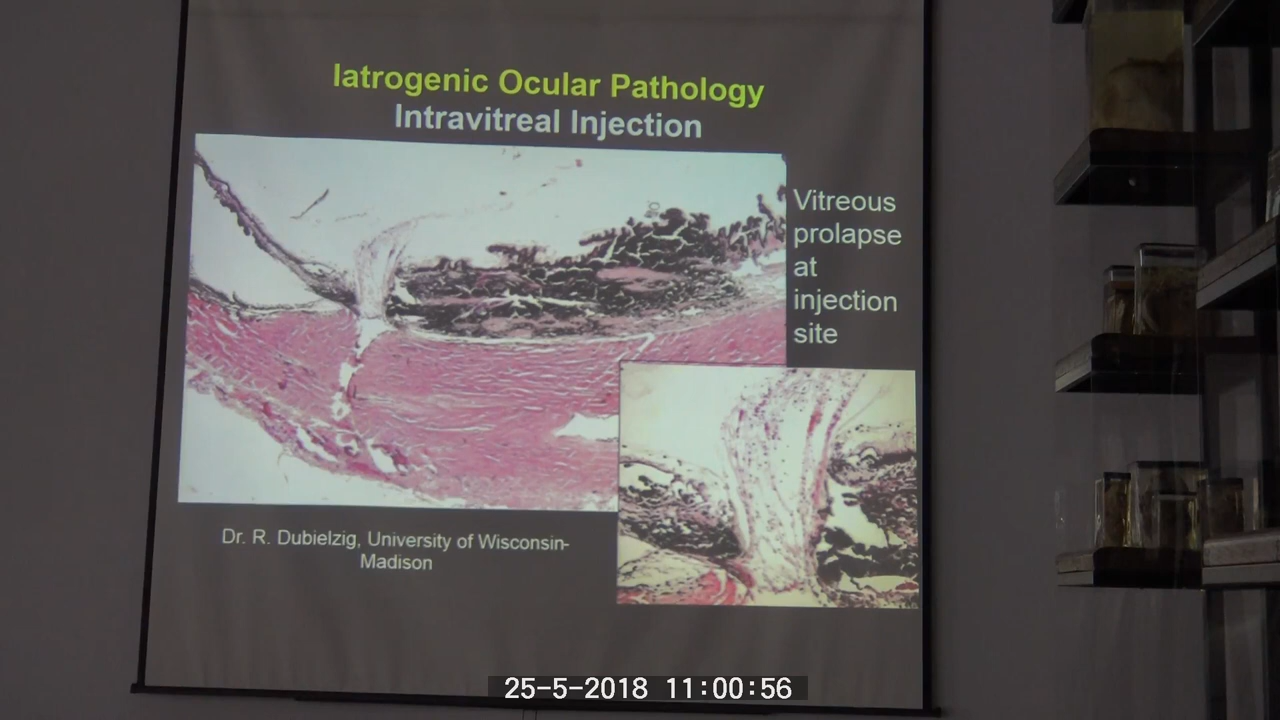 Iatrogenic Ocular Pathology
Intravitreal Injection
Vitreous
prolapse
at
injection
site
Dr. R. Dubielzig, University of Wisconsin-
Madison
25-5-2018 11:00:56